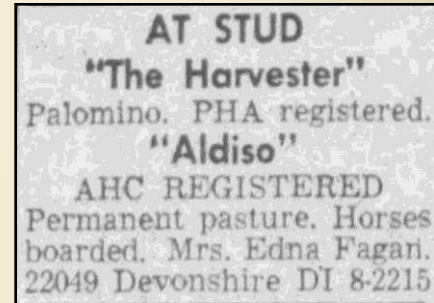 AT STUD
"The Harvester"
Palomino. PHA registered.
"Aldiso"
AHC REGISTERED
Permanent pasture. Horses
boarded. Mrs. Edna Fagan.
22049 Devonshire DI 8-2215